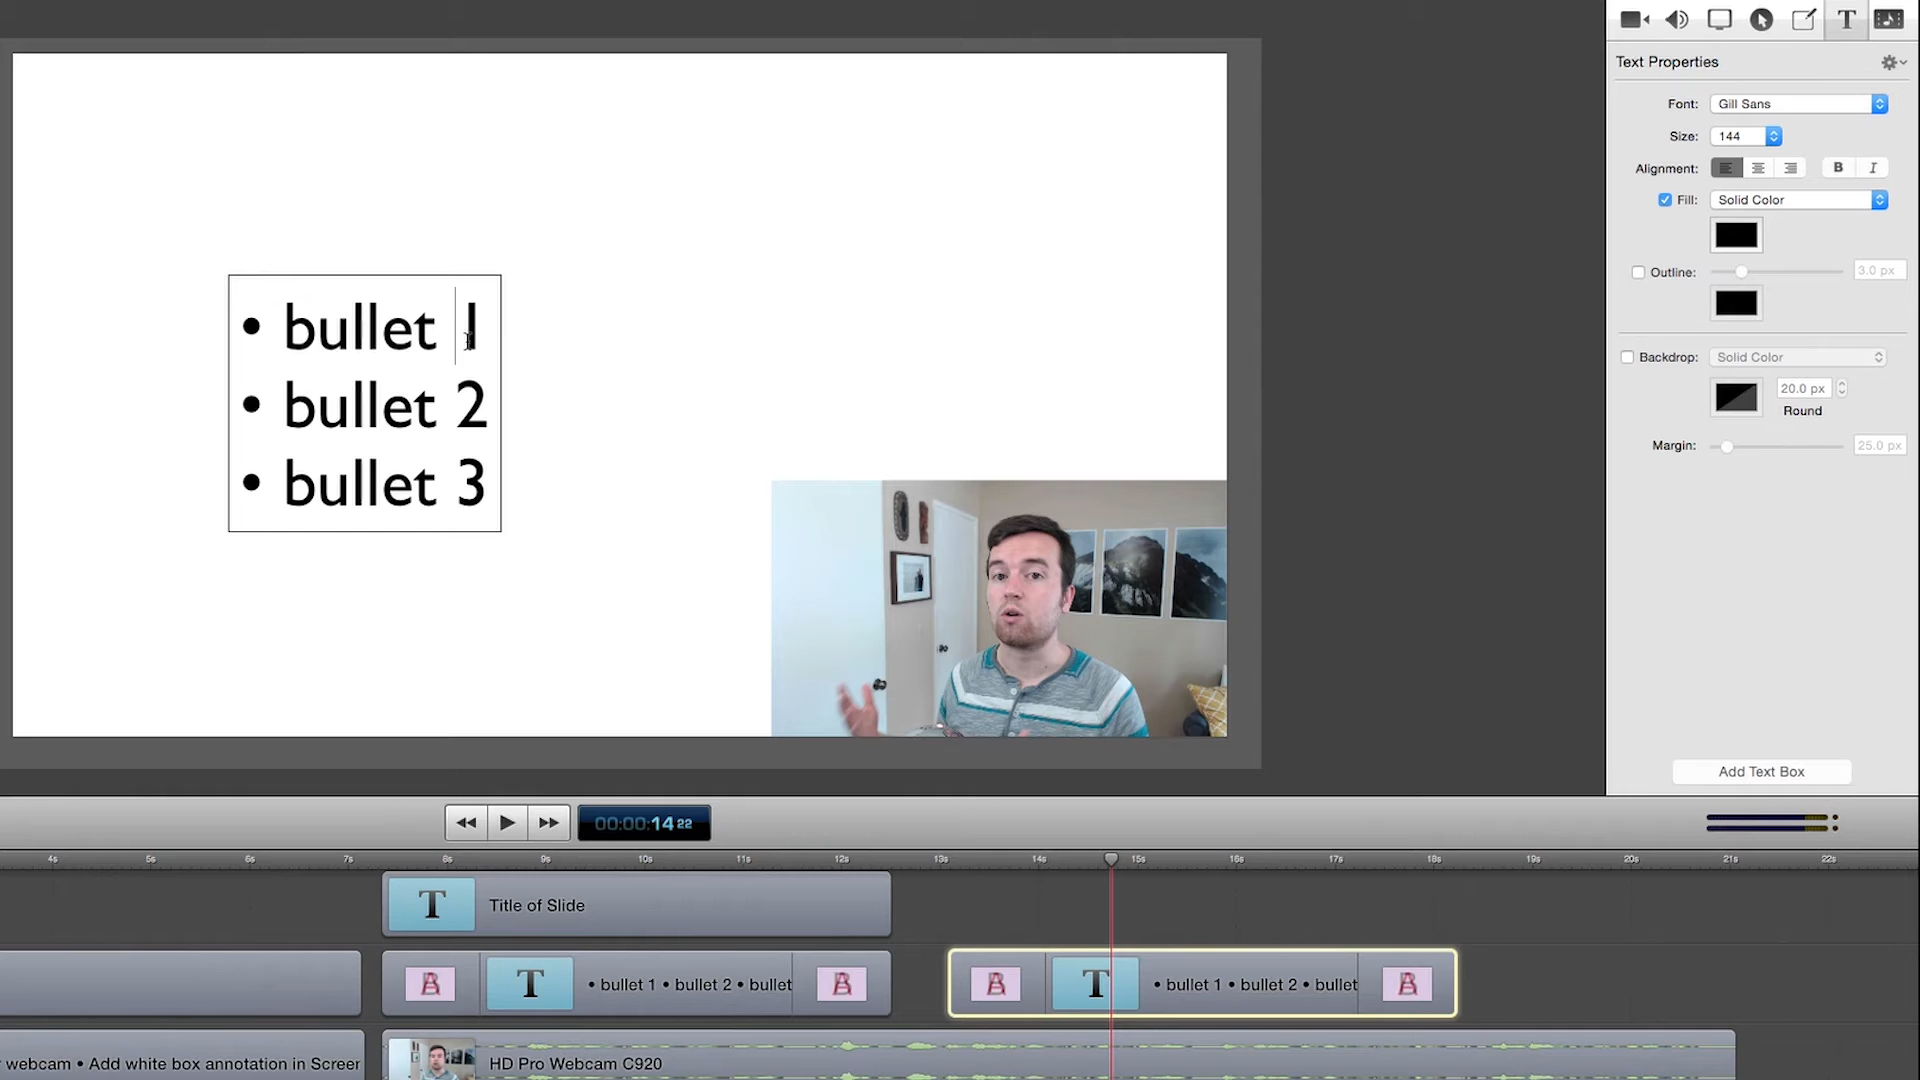 T
Text Properties
Font: Gill Sans
Size: 144
Alignment: B I
Fill: Solid Color
Outline: 3.0 px
Backdrop: Solid Color
20.0 px
Round
Margin: 25.0 px
Add Text Box
• bullet 1
• bullet 2
• bullet 3
00:00:14 22
4s 5s 6s 7s 8s 9s 10s 11s 12s 13s 14s 15s 16s 17s 18s 19s 20s 21s 22s
T Title of Slide
A T • bullet 1 • bullet 2 • bullet A
A T • bullet 1 • bullet 2 • bullet A
webcam • Add white box annotation in Screen
HD Pro Webcam C920